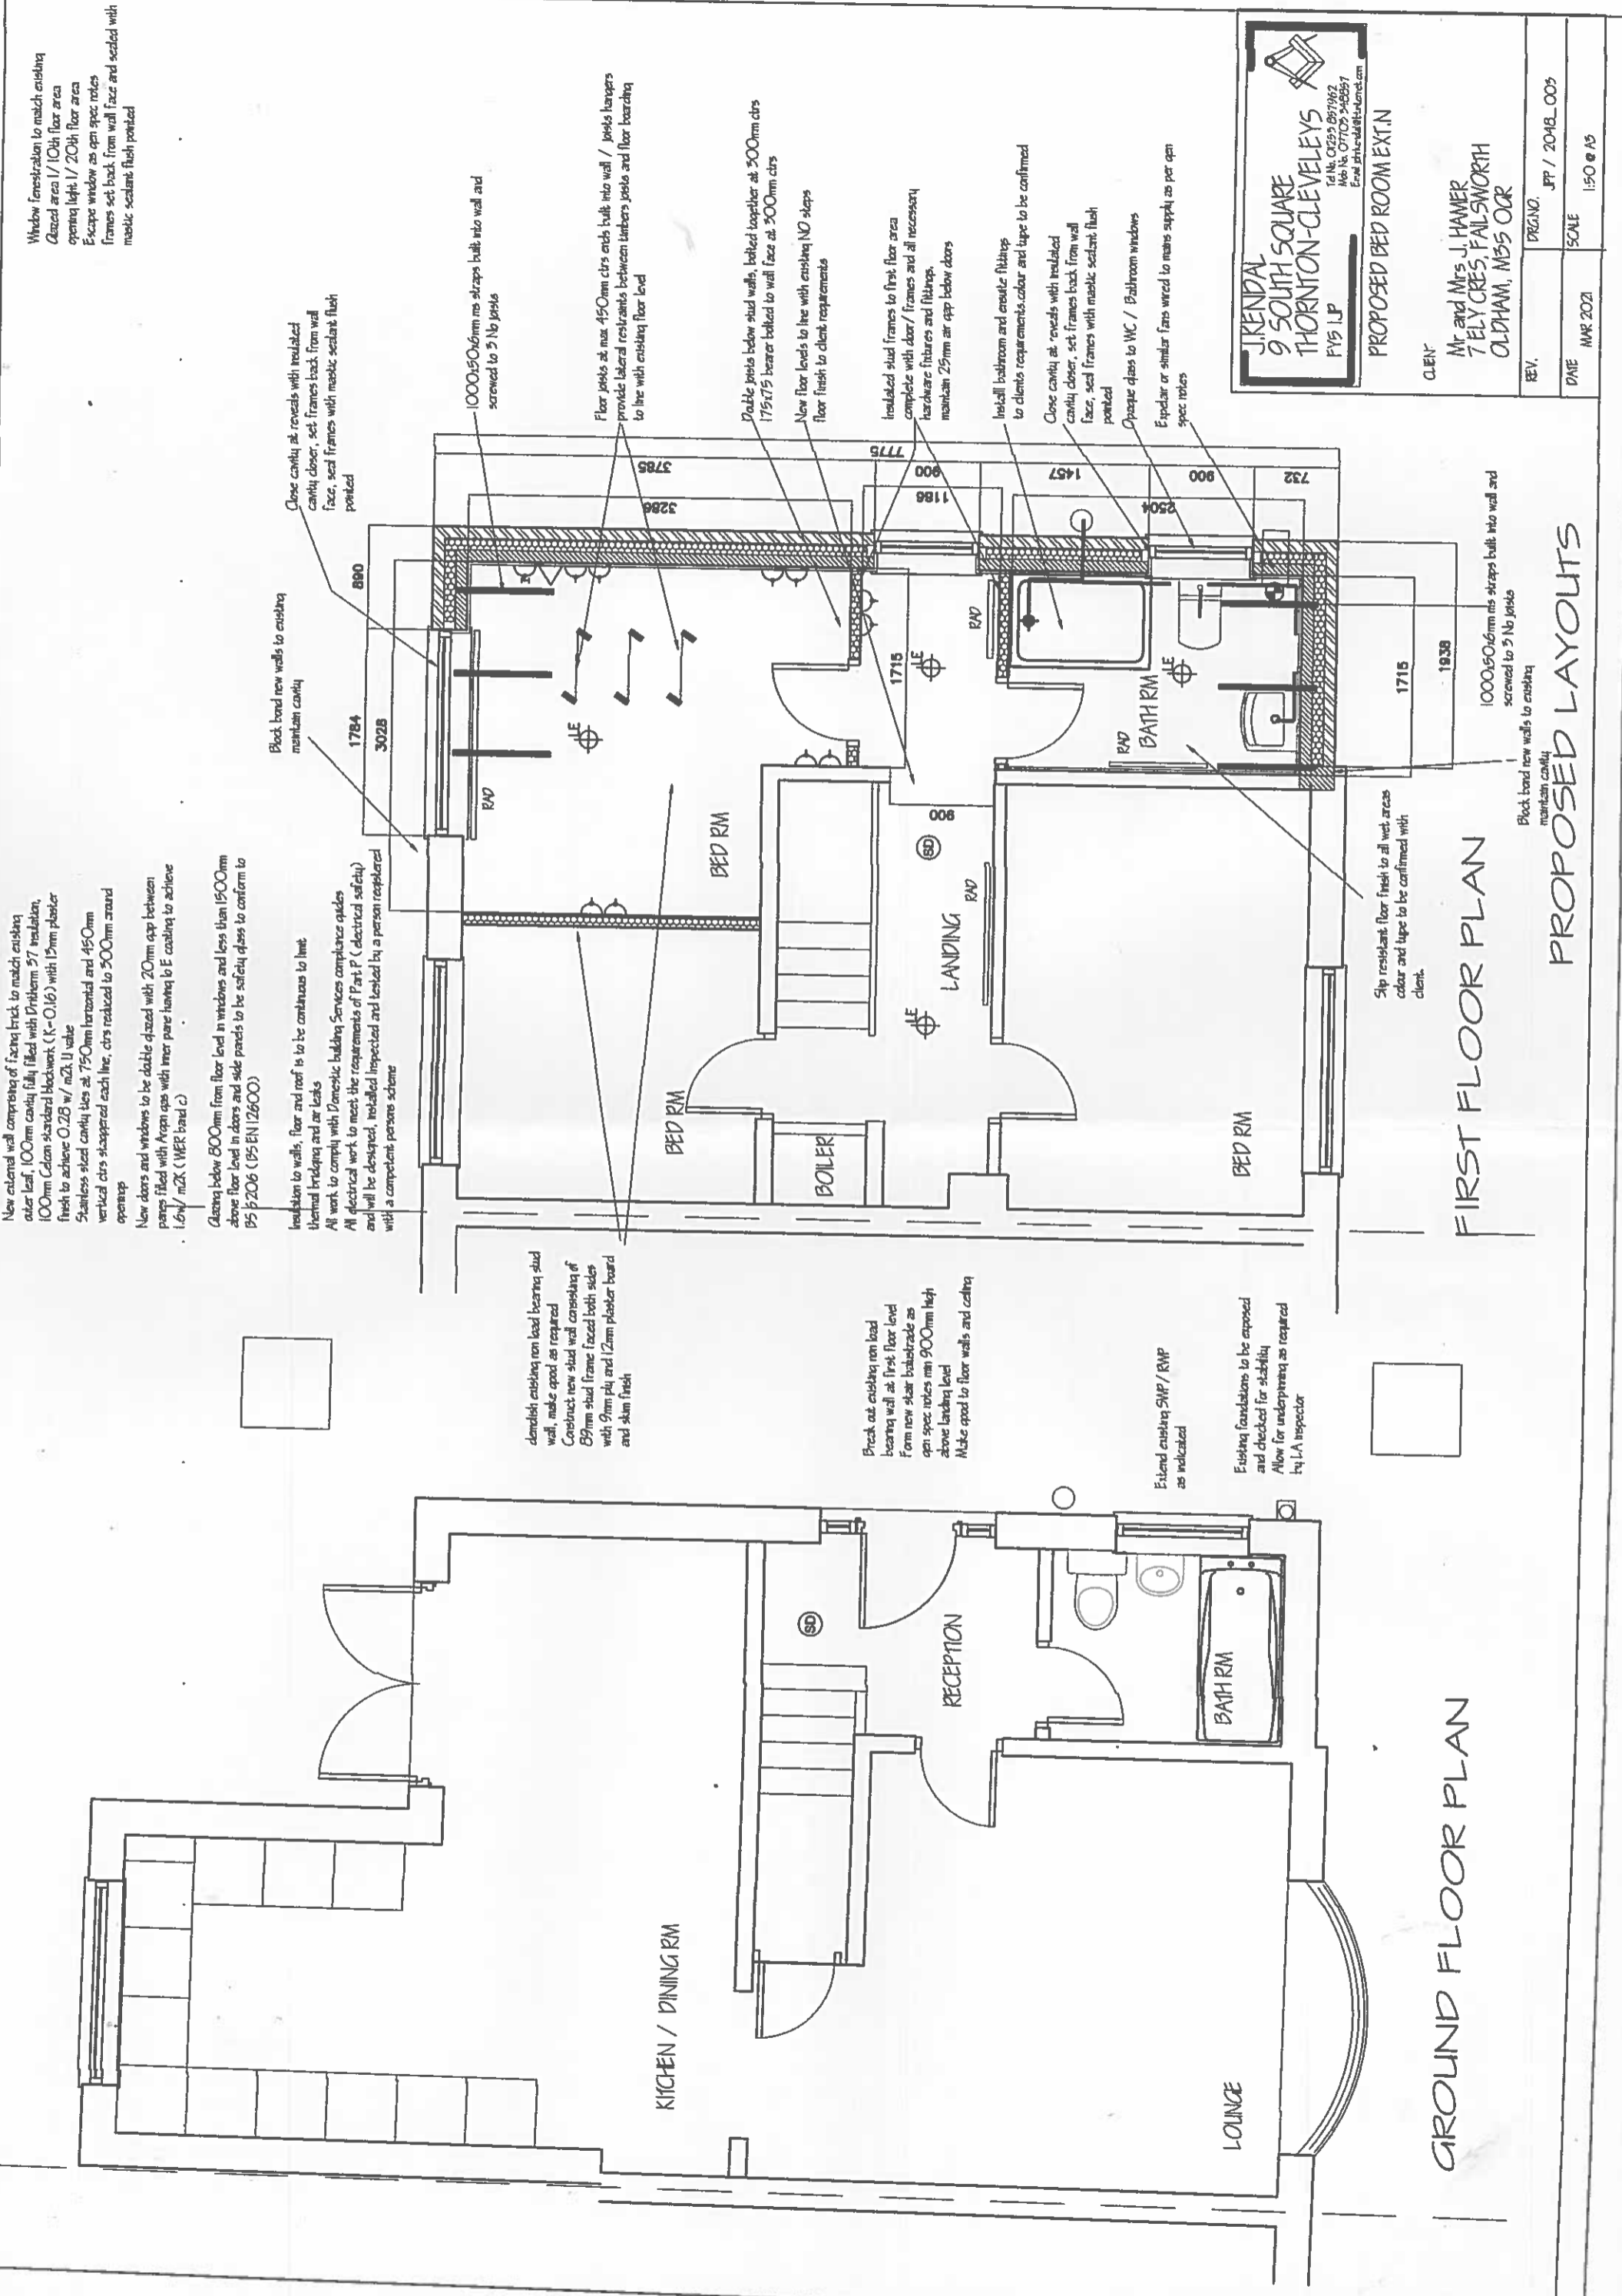 Window fenestration to match existing
Glazed area 1/10th floor area
opening light 1/20th floor area
Escape window as gen spec notes
frames set back from wall face and sealed with
mastic sealant flush pointed
New external wall comprising of facing brick to match existing
outer leaf, 100mm cavity fully filled with Dritherm 37 insulation,
100mm Celcon standard blockwork (K-0.16) with 13mm plaster
finish to achieve 0.28 w/m2k U value
Stainless steel cavity ties at 750mm horizontal and 450mm
vertical ctrs staggered each line, ctrs reduced to 300mm around
openings
New doors and windows to be double glazed with 20mm gap between
panes filled with Argon gas with inner pane having lo E coating to achieve
1.6w/m2K (WER band c)
Glazing below 800mm from floor level in windows and less than 1500mm
above floor level in doors and side panels to be safety glass to conform to
BS 6206 (BS EN 12600)
Insulation to walls, floor and roof is to be continuous to limit
thermal bridging and air leaks
All work to comply with Domestic building Services compliance guides
All electrical work to meet the requirements of Part P (electrical safety)
and will be designed, installed inspected and tested by a person registered
with a competent persons scheme
Block bond new walls to existing
maintain cavity
Close cavity at reveals with insulated
cavity closer, set frames back from wall
face, seal frames with mastic sealant flush
pointed
1000x50x6mm ms straps built into wall and
screwed to 3 No joists
Floor joists at max 450mm ctrs ends built into wall / joists hangers
provide lateral restraints between timbers joists and floor boarding
to line with existing floor level
Double joists below stud walls, bolted together at 300mm ctrs
175x75 bearer bolted to wall face at 300mm ctrs
New floor levels to line with existing NO steps
floor finish to client requirements
Insulated stud frames to first floor area
complete with door/ frames and all necessary
hardware fixtures and fittings.
maintain 25mm air gap below doors
Install bathroom and ensuite fittings
to clients requirements.colour and type to be confirmed
Close cavity at reveals with insulated
cavity closer, set frames back from wall
face, seal frames with mastic sealant flush
pointed
Opaque glass to WC / Bathroom windows
Expelair or similar fans wired to mains supply as per gen
spec notes
1784
890
3028
3785
3286
7775
900
1186
1457
2504
900
732
1715
900
1715
1938
RAD
BED RM
LE
RAD
LE
RAD
BATH RM
LE
SD
LANDING
RAD
LE
BED RM
BOILER
BED RM
demolish existing non load bearing stud
wall, make good as required
Construct new stud wall consisting of
89mm stud frame faced both sides
with 9mm ply and 12mm plaster board
and skim finish
Break out existing non load
bearing wall at first floor level
Form new stair balustrade as
gen spec notes min 900mm high
above landing level
Make good to floor walls and ceiling
Extend existing SVP / RWP
as indicated
Existing foundations to be exposed
and checked for stability
Allow for underpinning as required
by LA Inspector
Slip resistant floor finish to all wet areas
colour and type to be confirmed with
client.
Block bond new walls to existing
maintain cavity
1000x50x6mm ms straps built into wall and
screwed to 3 No joists
FIRST FLOOR PLAN
PROPOSED LAYOUTS
KITCHEN / DINING RM
SD
RECEPTION
BATH RM
LOUNGE
GROUND FLOOR PLAN
J.KENDAL
9 SOUTH SQUARE
THORNTON-CLEVELEYS
FY5 1JP
PROPOSED BED ROOM EXT.N
CLIENT
Mr and Mrs J. HAMER
7 ELY CRES, FAILSWORTH
OLDHAM, M35 0QR
REV.
DRG.NO. JPP / 2048_003
DATE MAR 2021
SCALE 1:50 @ A3